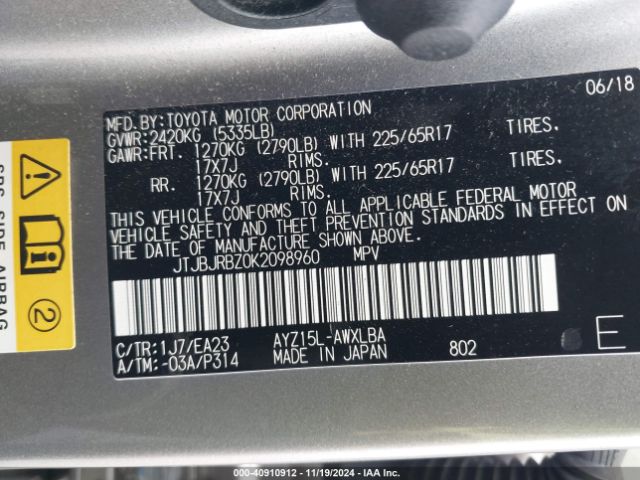 06/18
MFD.BY:TOYOTA MOTOR CORPORATION
GVWR:2420KG (5335LB)
GAWR:FRT. 1270KG (2790LB) WITH 225/65R17 TIRES.
17X7J RIMS.
RR. 1270KG (2790LB) WITH 225/65R17 TIRES.
17X7J RIMS.
THIS VEHICLE CONFORMS TO ALL APPLICABLE FEDERAL MOTOR
VEHICLE SAFETY AND THEFT PREVENTION STANDARDS IN EFFECT ON
THE DATE OF MANUFACTURE SHOWN ABOVE.
JTJBJRBZ0K2098960 MPV
C/TR:1J7/EA23 AYZ15L-AWXLBA
A/TM:-03A/P314 MADE IN JAPAN 802
E
SRS SIDE AIRBAG
2
000-40910912 - 11/19/2024 - IAAI.COM